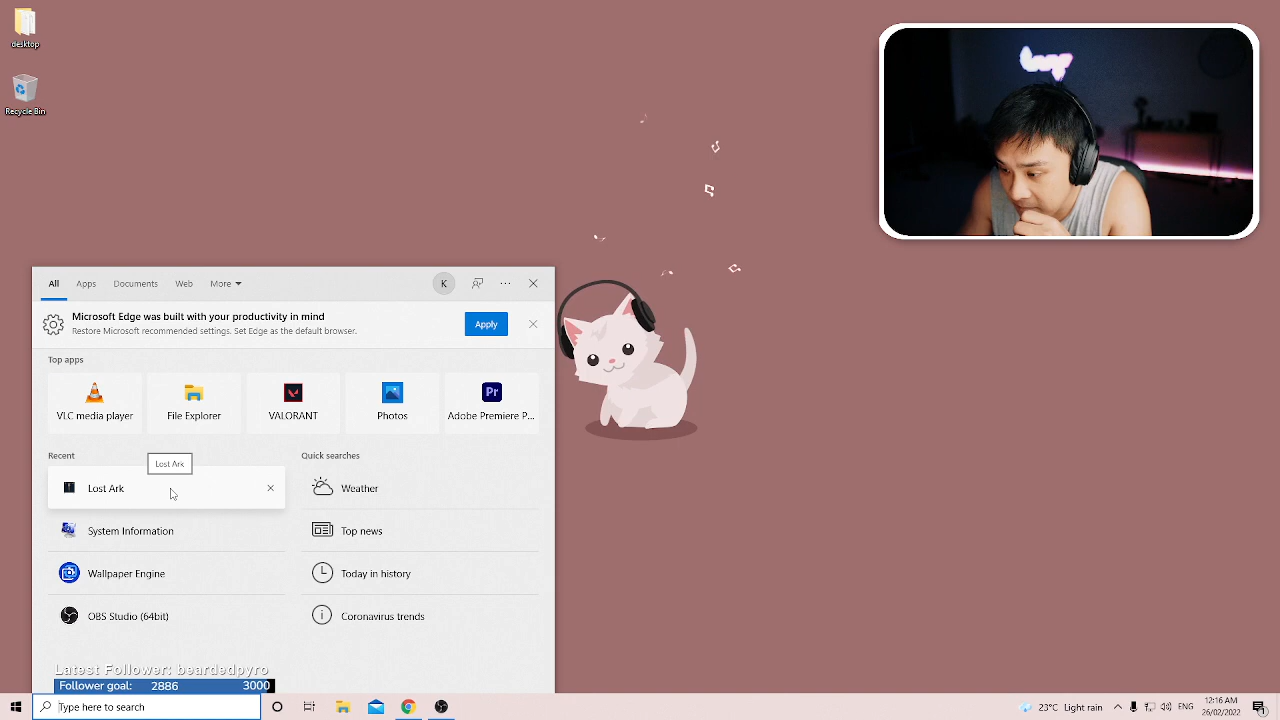 desktop
Recycle Bin
All Apps Documents Web More K
Microsoft Edge was built with your productivity in mind
Restore Microsoft recommended settings. Set Edge as the default browser.
Apply
Top apps
VLC media player
File Explorer
VALORANT
Photos
Pr
Adobe Premiere P...
Recent
Lost Ark
Lost Ark
System Information
Wallpaper Engine
OBS Studio (64bit)
Quick searches
Weather
Top news
Today in history
Coronavirus trends
Latest Follower: beardedpyro
Follower goal: 2886 3000
Type here to search
23°C Light rain
ENG
12:16 AM
26/02/2022
1